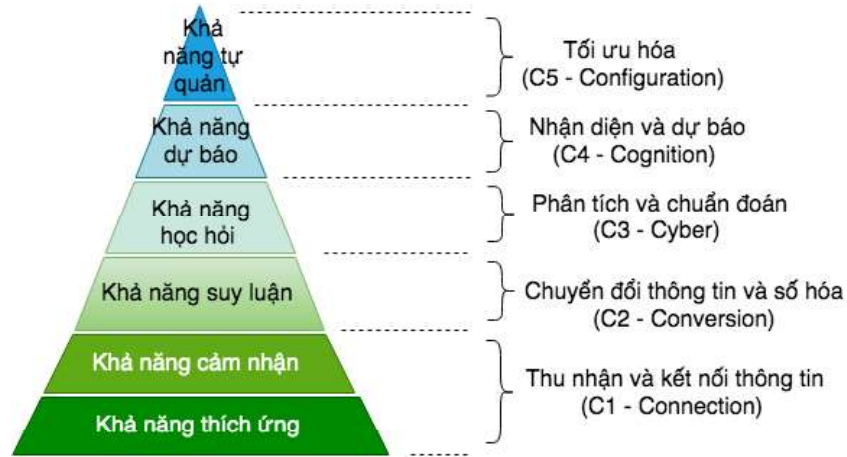 Khả
năng tự
quản
Tối ưu hóa
(C5 - Configuration)
Khả năng
dự báo
Nhận diện và dự báo
(C4 - Cognition)
Khả năng
học hỏi
Phân tích và chuẩn đoán
(C3 - Cyber)
Khả năng suy luận
Chuyển đổi thông tin và số hóa
(C2 - Conversion)
Khả năng cảm nhận
Khả năng thích ứng
Thu nhận và kết nối thông tin
(C1 - Connection)